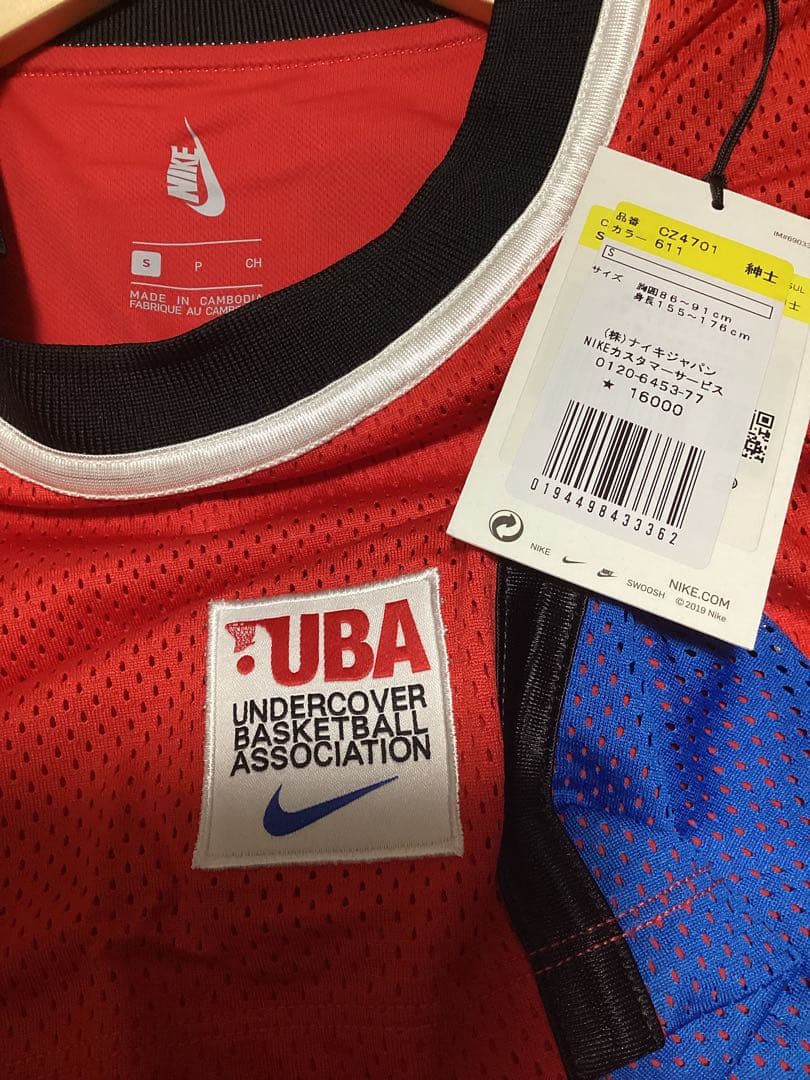 NIKE
S P CH
MADE IN CAMBODIA
FABRIQUE AU CAMB
IM#69033
品番 CZ4701
カラー 611
紳士
S
サイズ 胸囲86~91cm
身長155~176cm
(株)ナイキジャパン
NIKEカスタマーサービス
0120-6453-77
★ 16000
0194498433362
NIKE SWOOSH
NIKE.COM
©2019 Nike
UBA
UNDERCOVER
BASKETBALL
ASSOCIATION